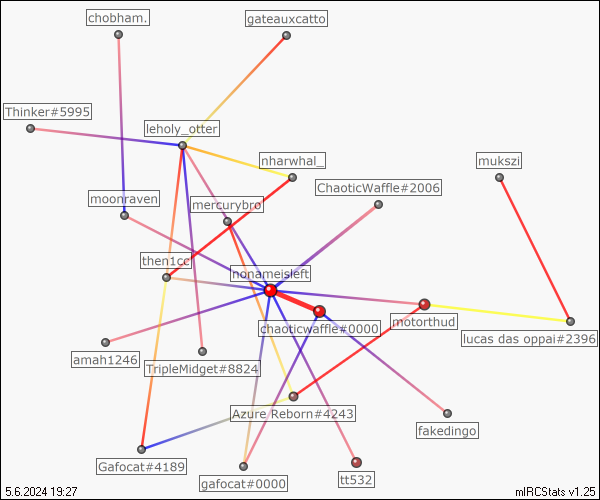 chobham.
gateauxcatto
Thinker#5995
leholy_otter
nharwhal_
mukszi
ChaoticWaffle#2006
moonraven
mercurybro
then1cc
nonameisleft
chaoticwaffle#0000
motorthud
lucas das oppai#2396
amah1246
TripleMidget#8824
Azure Reborn#4243
fakedingo
Gafocat#4189
gafocat#0000
tt532
5.6.2024 19:27
mIRCStats v1.25